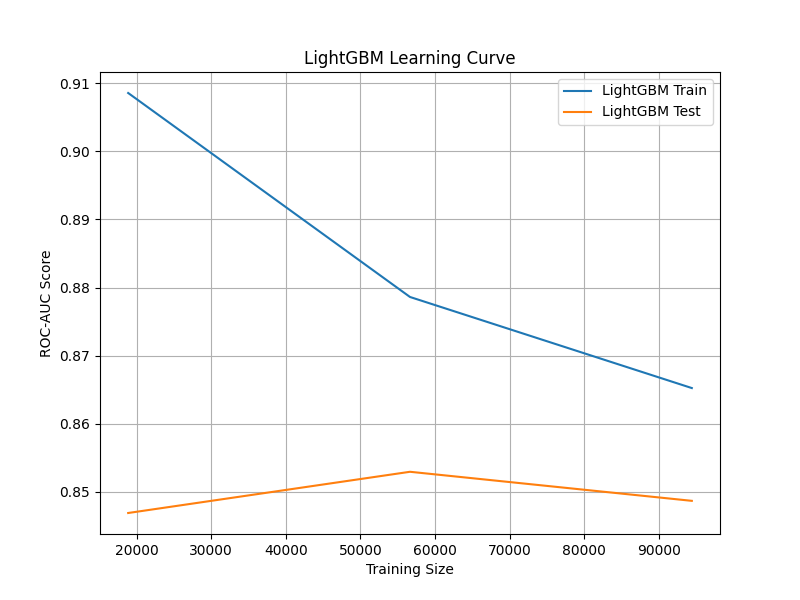 LightGBM Learning Curve
LightGBM Train
LightGBM Test
ROC-AUC Score
0.91
0.90
0.89
0.88
0.87
0.86
0.85
20000 30000 40000 50000 60000 70000 80000 90000
Training Size